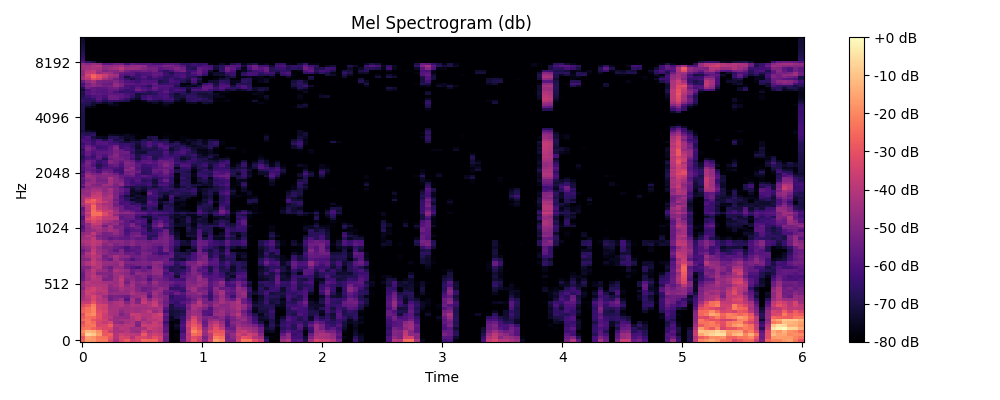 Mel Spectrogram (db)
Hz
8192
4096
2048
1024
512
0
0 1 2 3 4 5 6
Time
+0 dB
-10 dB
-20 dB
-30 dB
-40 dB
-50 dB
-60 dB
-70 dB
-80 dB